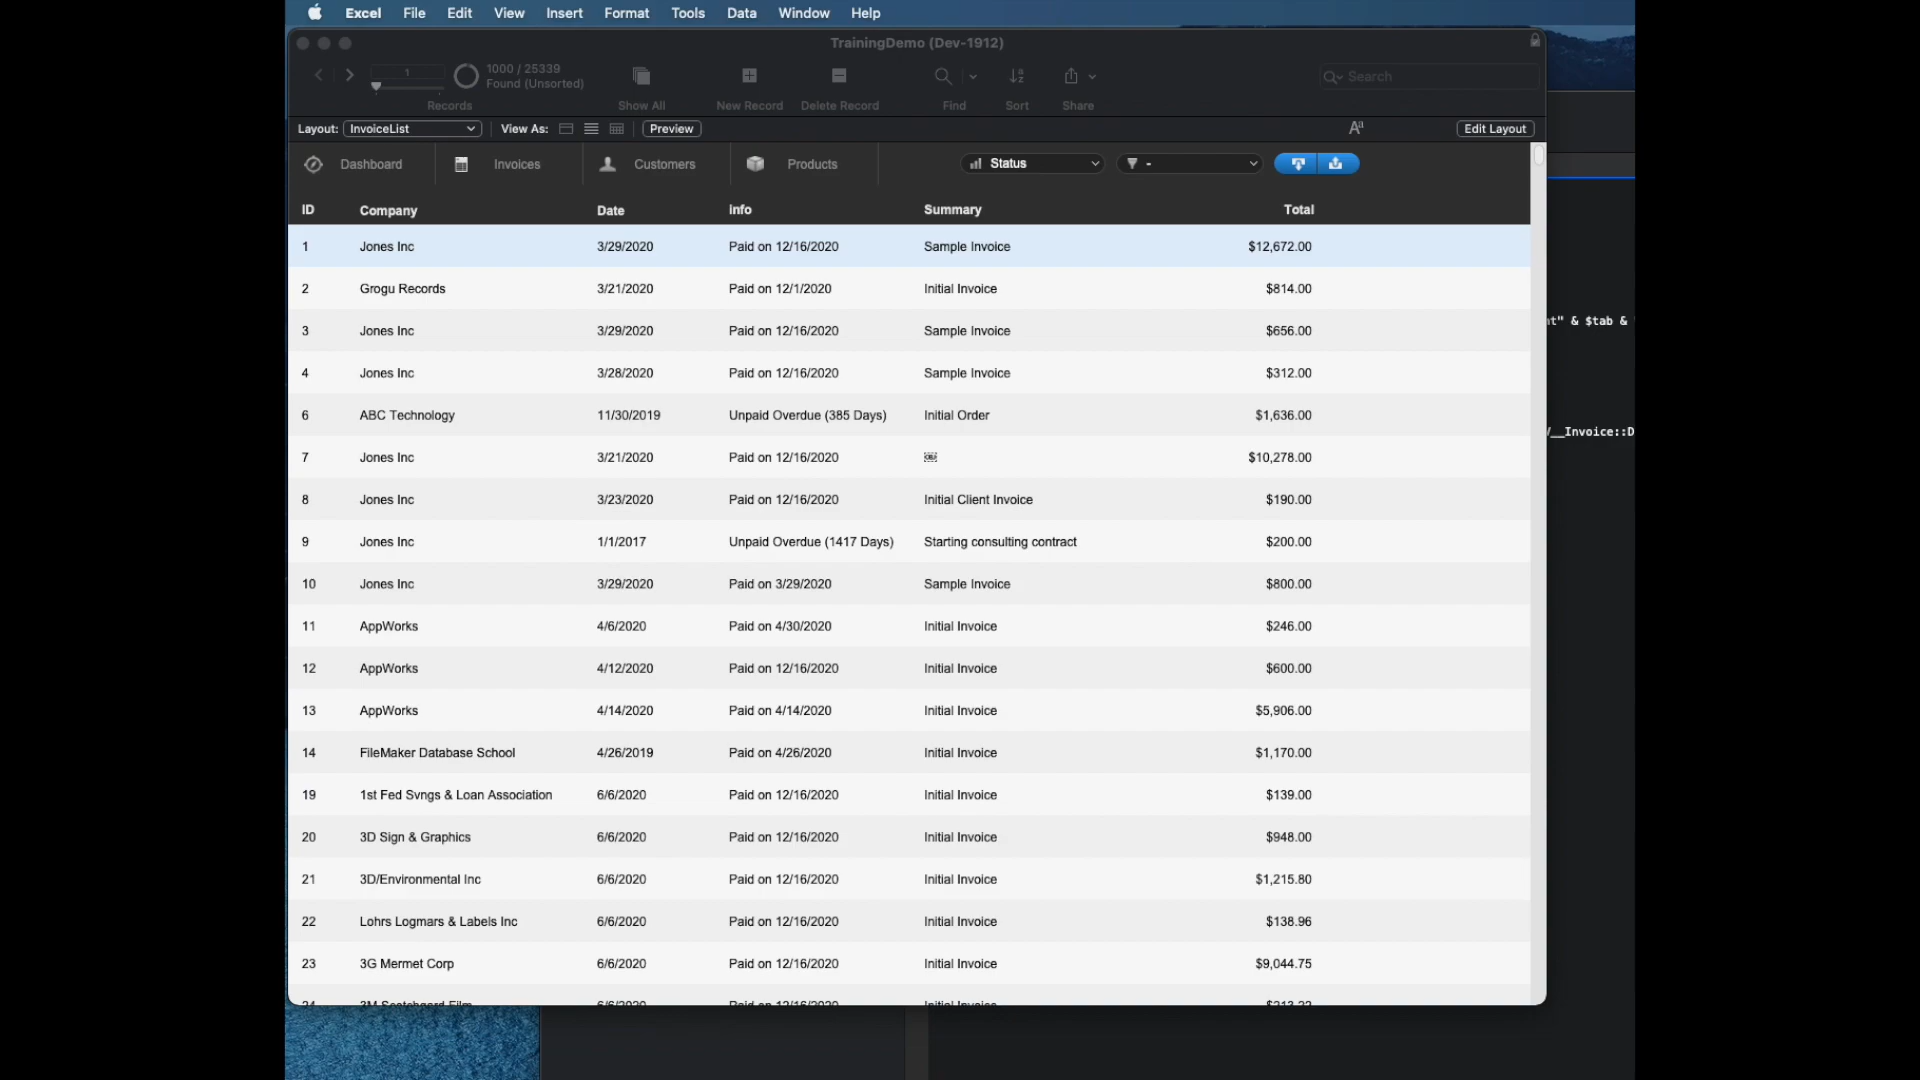 Excel File Edit View Insert Format Tools Data Window Help
TrainingDemo (Dev-1912)
1 1000 / 25339
Found (Unsorted)
Search
Records Show All New Record Delete Record Find Sort Share
Layout: InvoiceList View As: Preview Aª Edit Layout
Dashboard Invoices Customers Products Status -
ID Company Date info Summary Total
1 Jones Inc 3/29/2020 Paid on 12/16/2020 Sample Invoice $12,672.00
2 Grogu Records 3/21/2020 Paid on 12/1/2020 Initial Invoice $814.00
3 Jones Inc 3/29/2020 Paid on 12/16/2020 Sample Invoice $656.00
nt" & $tab &
4 Jones Inc 3/28/2020 Paid on 12/16/2020 Sample Invoice $312.00
6 ABC Technology 11/30/2019 Unpaid Overdue (385 Days) Initial Order $1,636.00
__Invoice::D
7 Jones Inc 3/21/2020 Paid on 12/16/2020 $10,278.00
8 Jones Inc 3/23/2020 Paid on 12/16/2020 Initial Client Invoice $190.00
9 Jones Inc 1/1/2017 Unpaid Overdue (1417 Days) Starting consulting contract $200.00
10 Jones Inc 3/29/2020 Paid on 3/29/2020 Sample Invoice $800.00
11 AppWorks 4/6/2020 Paid on 4/30/2020 Initial Invoice $246.00
12 AppWorks 4/12/2020 Paid on 12/16/2020 Initial Invoice $600.00
13 AppWorks 4/14/2020 Paid on 4/14/2020 Initial Invoice $5,906.00
14 FileMaker Database School 4/26/2019 Paid on 4/26/2020 Initial Invoice $1,170.00
19 1st Fed Svngs & Loan Association 6/6/2020 Paid on 12/16/2020 Initial Invoice $139.00
20 3D Sign & Graphics 6/6/2020 Paid on 12/16/2020 Initial Invoice $948.00
21 3D/Environmental Inc 6/6/2020 Paid on 12/16/2020 Initial Invoice $1,215.80
22 Lohrs Logmars & Labels Inc 6/6/2020 Paid on 12/16/2020 Initial Invoice $138.96
23 3G Mermet Corp 6/6/2020 Paid on 12/16/2020 Initial Invoice $9,044.75
24 3M Scotchgard Film 6/6/2020 Paid on 12/16/2020 Initial Invoice